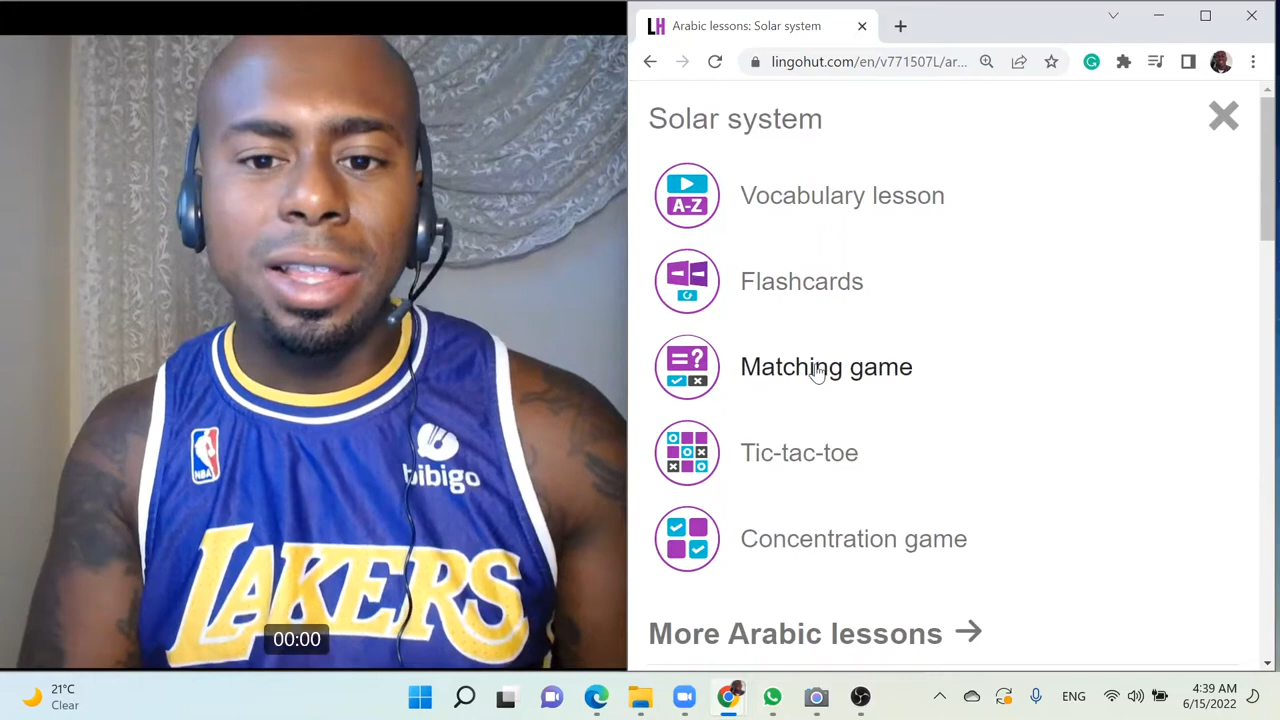 NBA
bibigo
LAKERS
00:00
LH Arabic lessons: Solar system
lingohut.com/en/v771507L/ar...
Solar system
A-Z Vocabulary lesson
Flashcards
=? Matching game
Tic-tac-toe
Concentration game
More Arabic lessons →
21°C
Clear
ENG
4:39 AM
6/15/2022